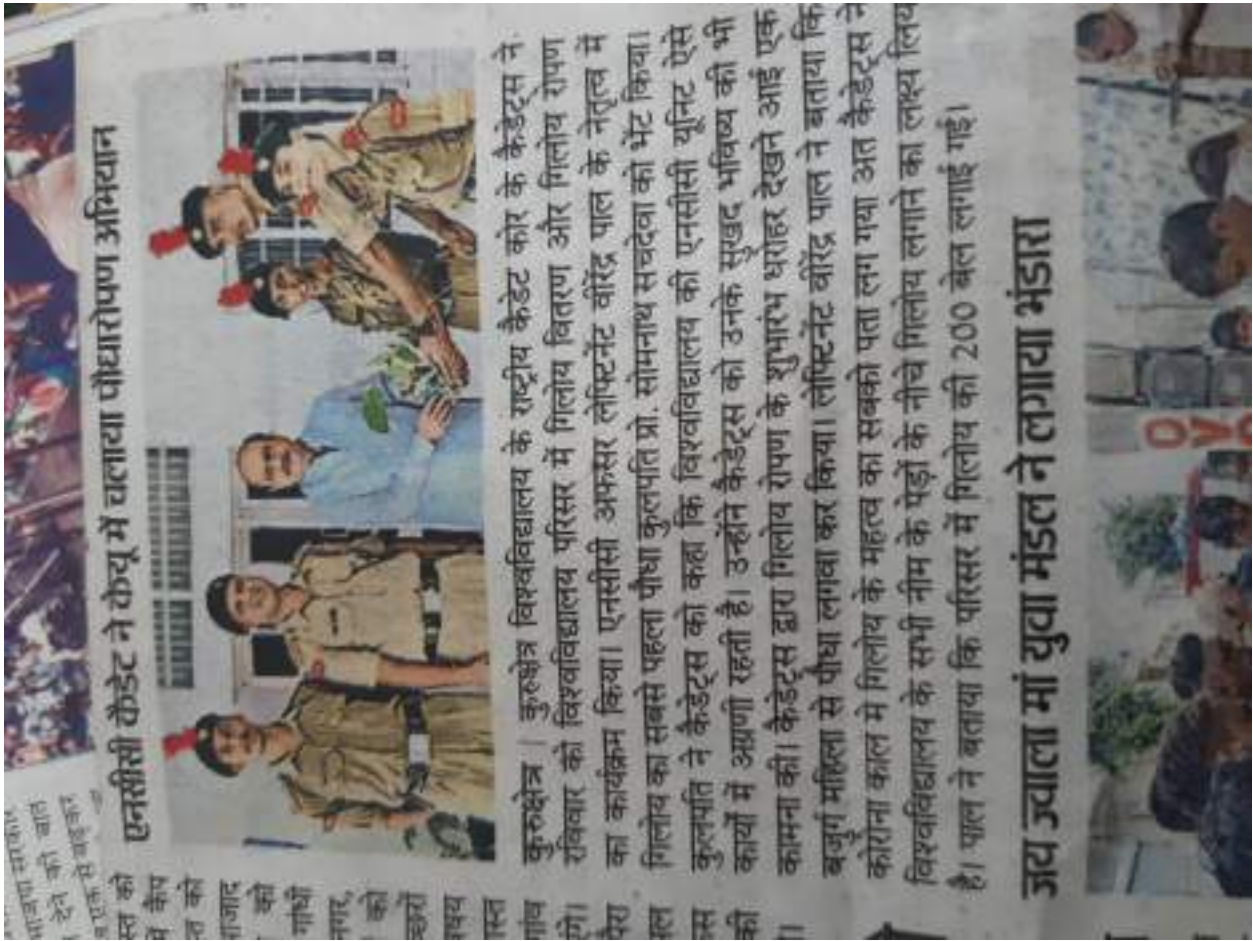 एनसीसी कैडेट ने केयू में चलाया पौधारोपण अभियान
कुरुक्षेत्र | कुरुक्षेत्र विश्वविद्यालय के राष्ट्रीय कैडेट कोर के कैडेट्स ने
रविवार को विश्वविद्यालय परिसर में गिलोय वितरण और गिलोय रोपण
का कार्यक्रम किया। एनसीसी अफसर लेफ्टिनेंट वीरेंद्र पाल के नेतृत्व में
गिलोय का सबसे पहला पौधा कुलपति प्रो. सोमनाथ सचदेवा को भेंट किया।
कुलपति ने कैडेट्स को कहा कि विश्वविद्यालय की एनसीसी यूनिट ऐसे
कार्यों में अग्रणी रहती है। उन्होंने कैडेट्स को उनके सुखद भविष्य की भी
कामना की। कैडेट्स द्वारा गिलोय रोपण के शुभारंभ धरोहर देखने आई एक
बजुर्ग महिला से पौधा लगवा कर किया। लेफ्टिनेंट वीरेंद्र पाल ने बताया कि
कोरोना काल में गिलोय के महत्व का सबको पता लग गया अत कैडेट्स ने
विश्वविद्यालय के सभी नीम के पेड़ों के नीचे गिलोय लगाने का लक्ष्य लिय
है। पाल ने बताया कि परिसर में गिलोय की 200 बेल लगाई गई।
जय ज्वाला मां युवा मंडल ने लगाया भंडारा